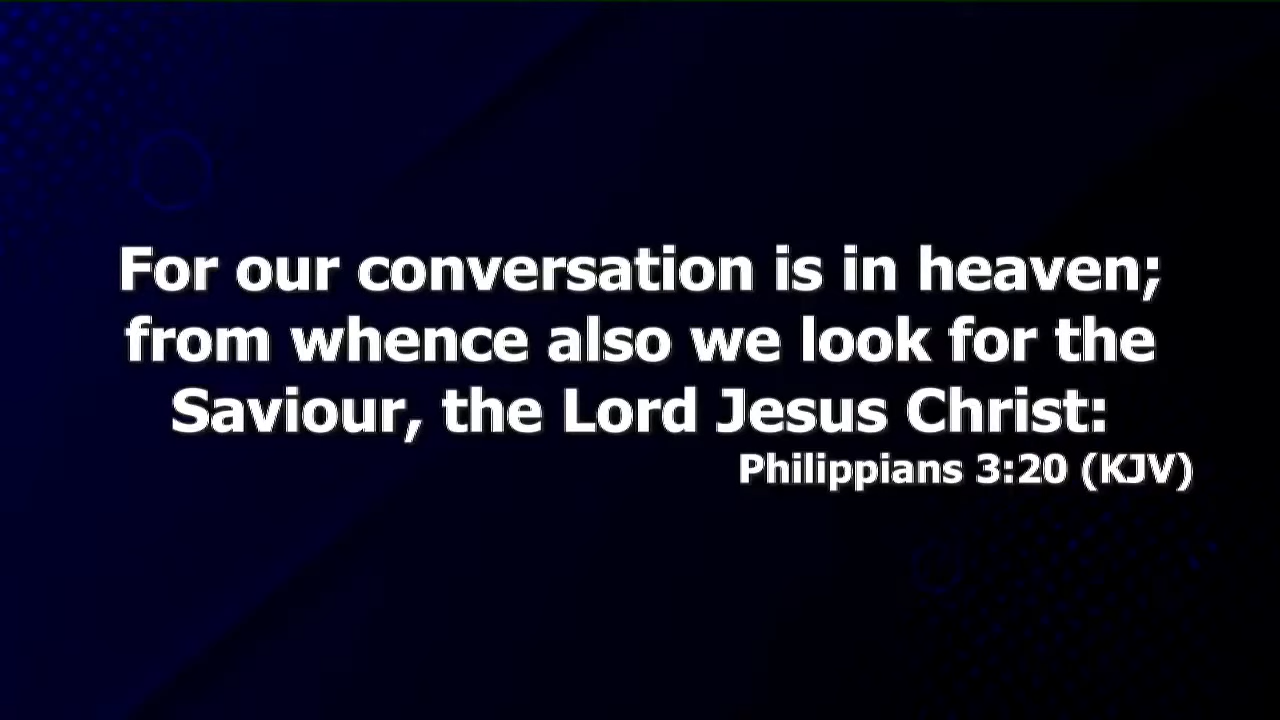 For our conversation is in heaven;
from whence also we look for the
Saviour, the Lord Jesus Christ:
Philippians 3:20 (KJV)